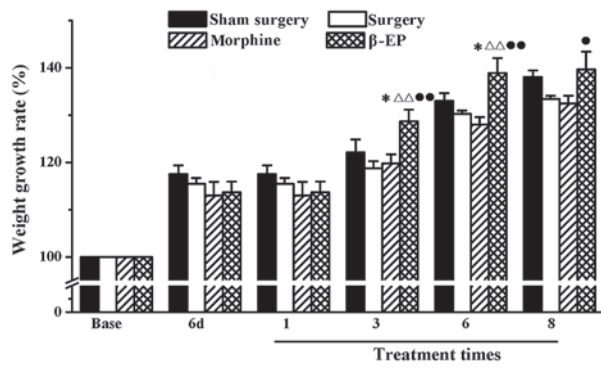 Sham surgery Surgery
Morphine β-EP
Weight growth rate (%)
140
120
100
0
* △△●●
* △△●●
●
Base 6d 1 3 6 8
Treatment times